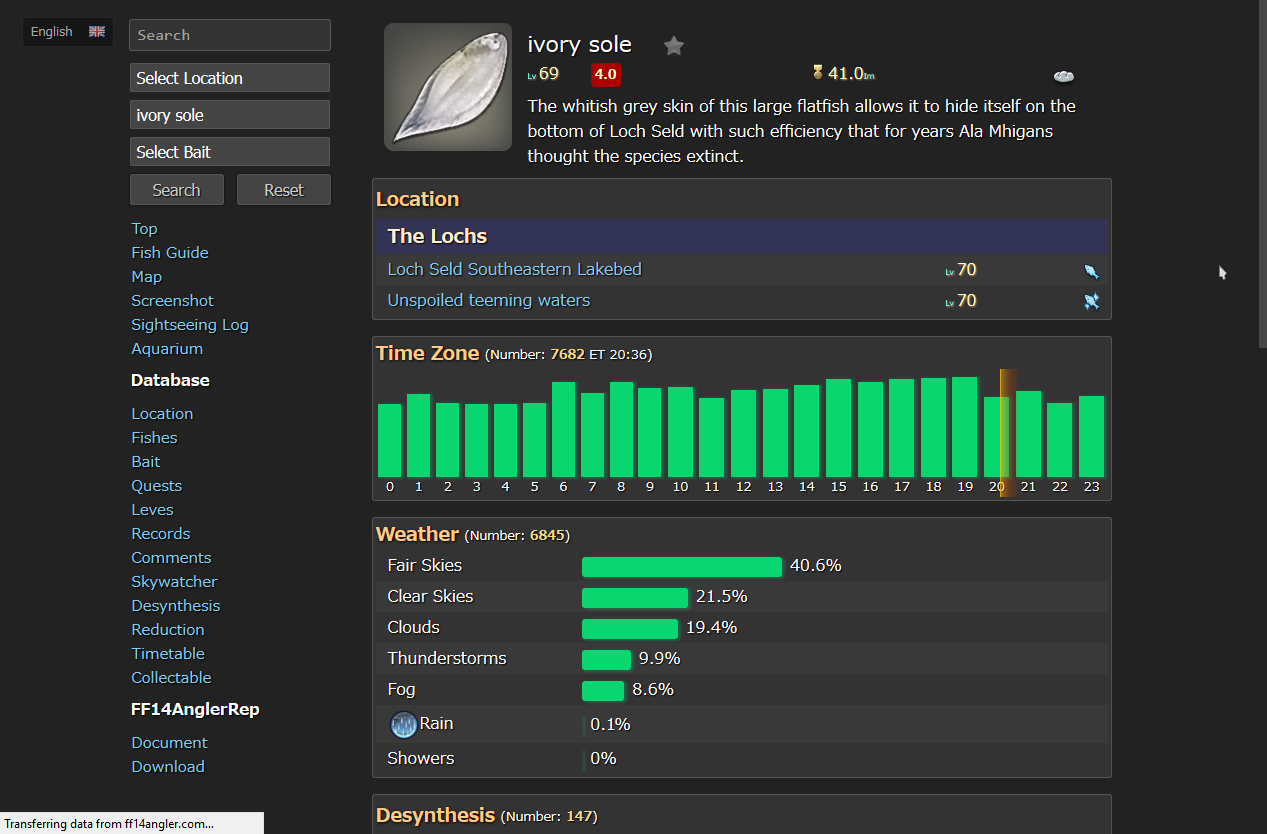 English
Search
Select Location
ivory sole
Select Bait
Search Reset
Top
Fish Guide
Map
Screenshot
Sightseeing Log
Aquarium
Database
Location
Fishes
Bait
Quests
Leves
Records
Comments
Skywatcher
Desynthesis
Reduction
Timetable
Collectable
FF14AnglerRep
Document
Download
ivory sole
Lv 69 4.0 41.0Im
The whitish grey skin of this large flatfish allows it to hide itself on the
bottom of Loch Seld with such efficiency that for years Ala Mhigans
thought the species extinct.
Location
The Lochs
Loch Seld Southeastern Lakebed Lv 70
Unspoiled teeming waters Lv 70
Time Zone (Number: 7682 ET 20:36)
0 1 2 3 4 5 6 7 8 9 10 11 12 13 14 15 16 17 18 19 20 21 22 23
Weather (Number: 6845)
Fair Skies 40.6%
Clear Skies 21.5%
Clouds 19.4%
Thunderstorms 9.9%
Fog 8.6%
Rain 0.1%
Showers 0%
Desynthesis (Number: 147)
Transferring data from ff14angler.com...